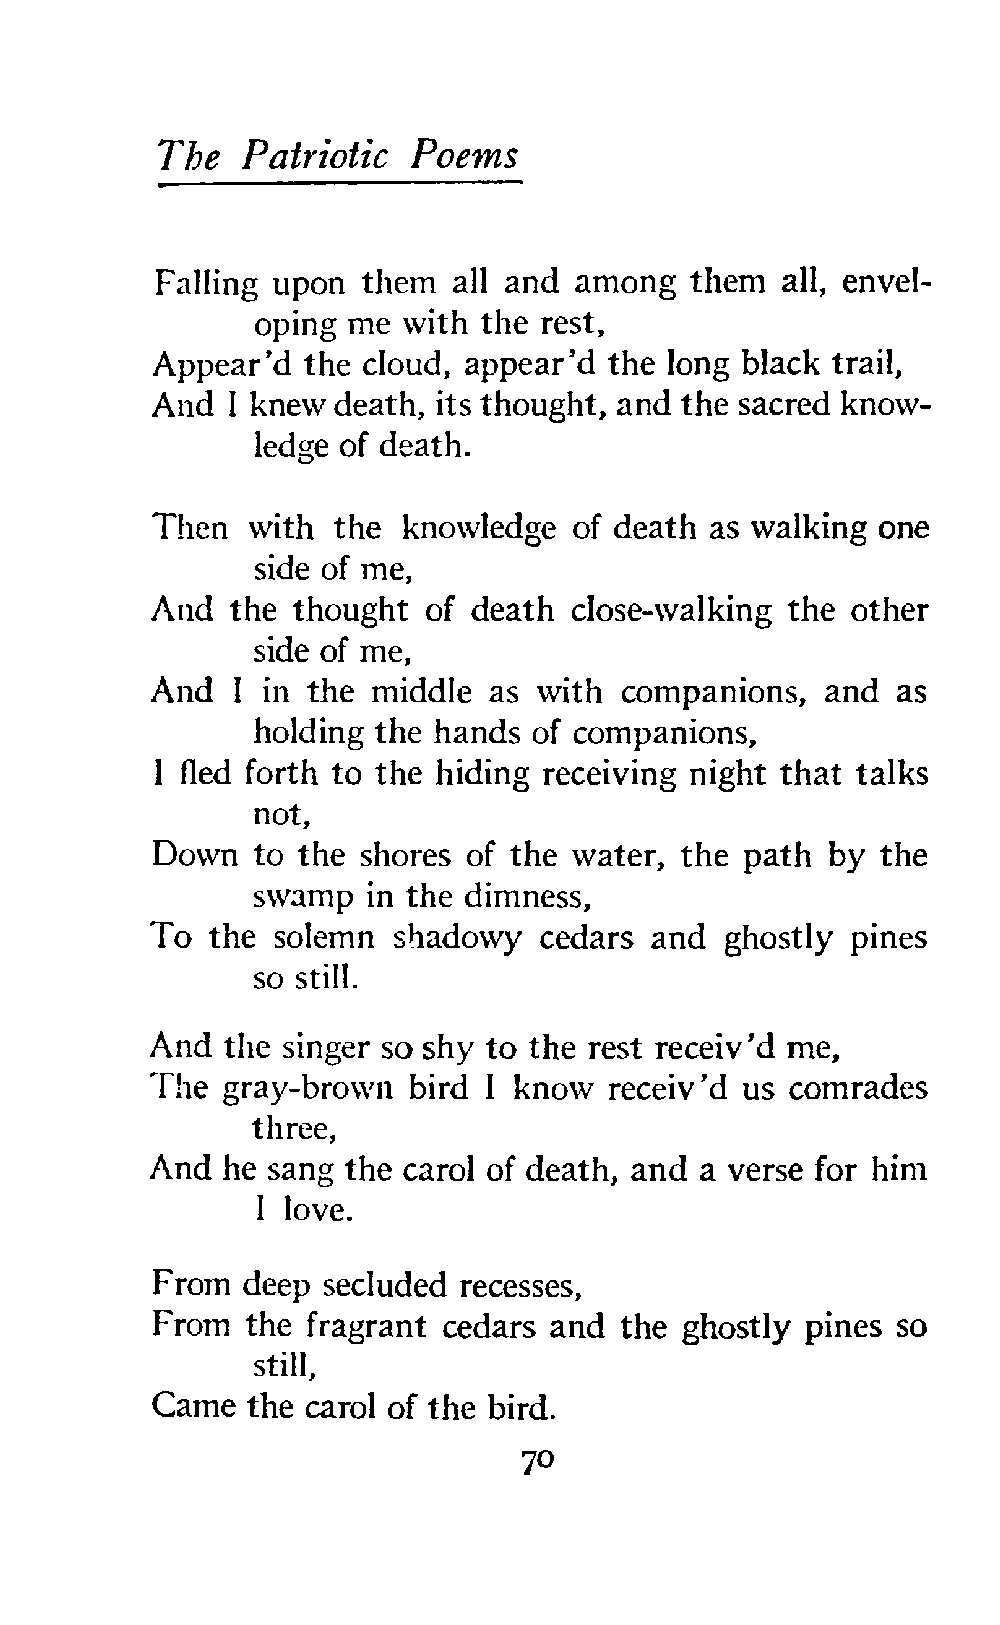 The Patriotic Poems
Falling upon them all and among them all, envel-
oping me with the rest,
Appear'd the cloud, appear'd the long black trail,
And I knew death, its thought, and the sacred know-
ledge of death.
Then with the knowledge of death as walking one
side of me,
And the thought of death close-walking the other
side of me,
And I in the middle as with companions, and as
holding the hands of companions,
I fled forth to the hiding receiving night that talks
not,
Down to the shores of the water, the path by the
swamp in the dimness,
To the solemn shadowy cedars and ghostly pines
so still.
And the singer so shy to the rest receiv'd me,
The gray-brown bird I know receiv'd us comrades
three,
And he sang the carol of death, and a verse for him
I love.
From deep secluded recesses,
From the fragrant cedars and the ghostly pines so
still,
Came the carol of the bird.
70